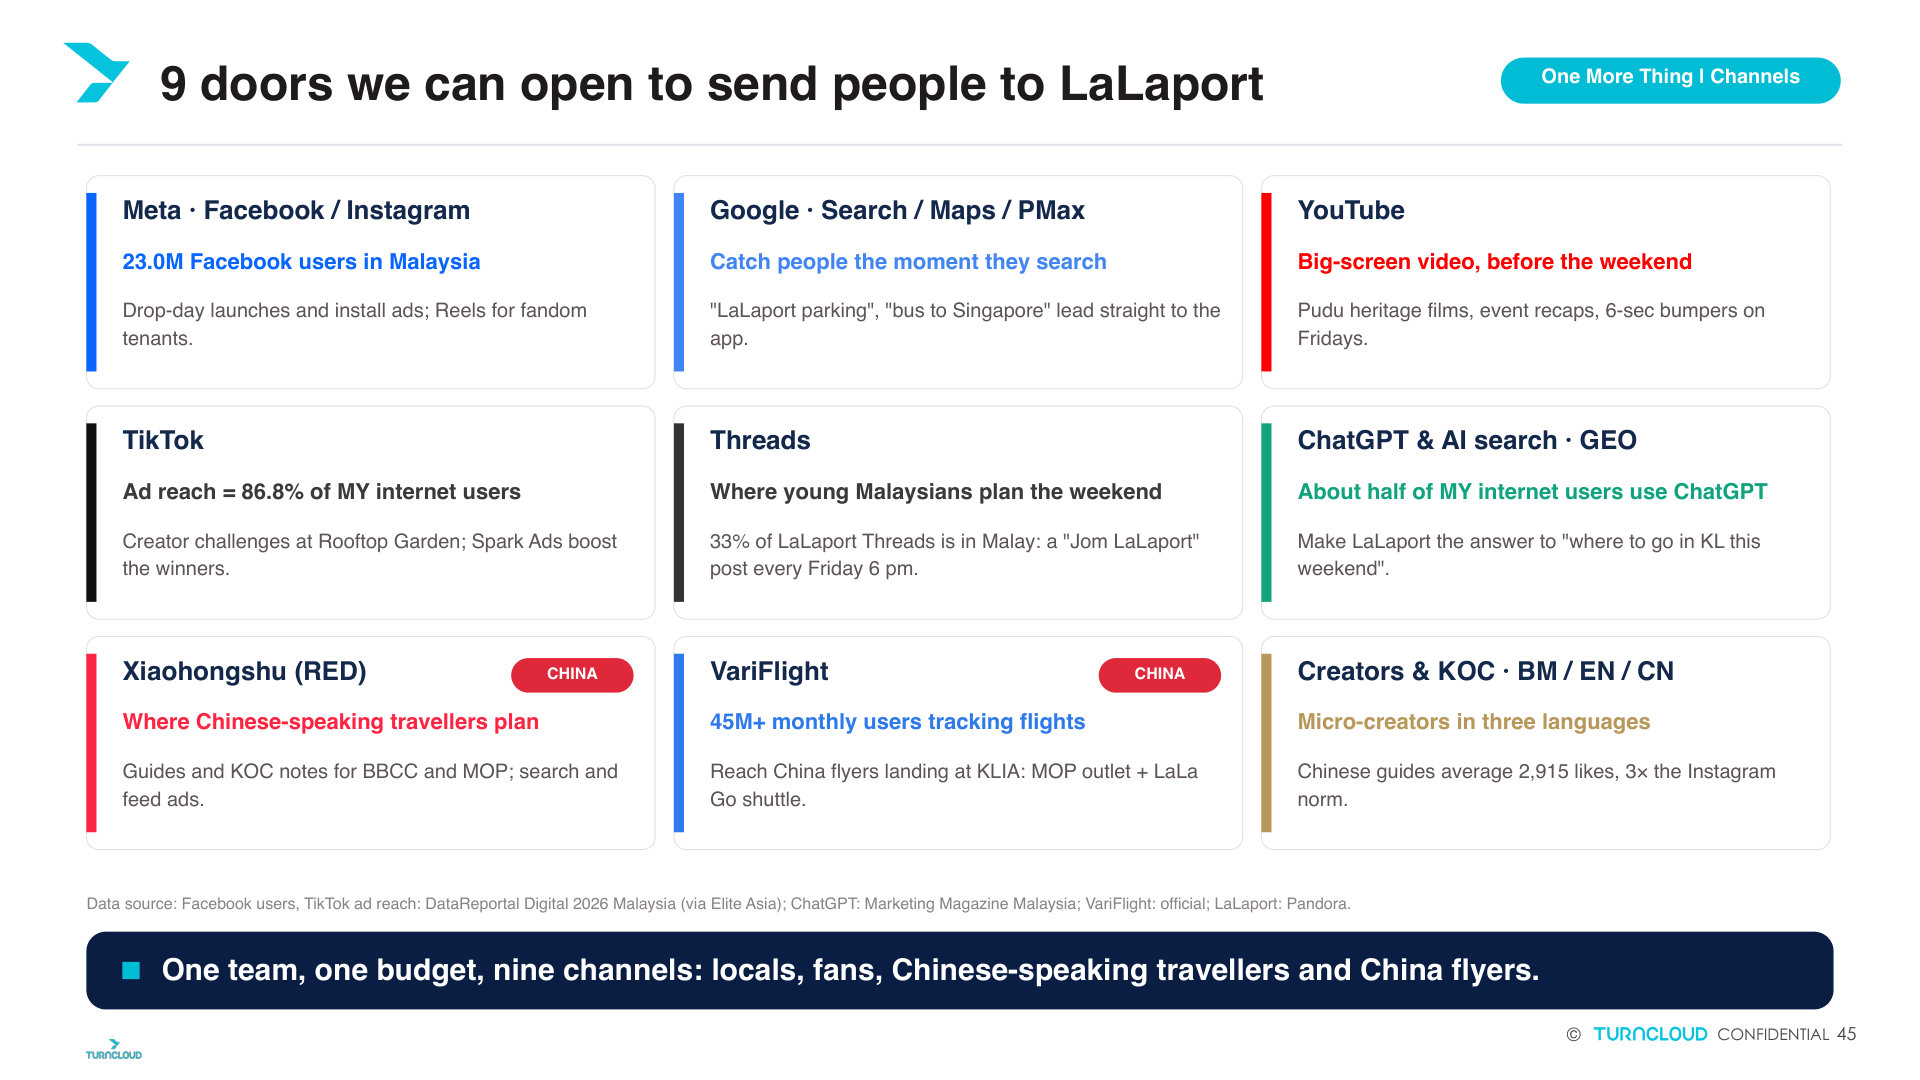 9 doors we can open to send people to LaLaport
One More Thing | Channels
Meta · Facebook / Instagram
23.0M Facebook users in Malaysia
Drop-day launches and install ads; Reels for fandom
tenants.
Google · Search / Maps / PMax
Catch people the moment they search
"LaLaport parking", "bus to Singapore" lead straight to the
app.
YouTube
Big-screen video, before the weekend
Pudu heritage films, event recaps, 6-sec bumpers on
Fridays.
TikTok
Ad reach = 86.8% of MY internet users
Creator challenges at Rooftop Garden; Spark Ads boost
the winners.
Threads
Where young Malaysians plan the weekend
33% of LaLaport Threads is in Malay: a "Jom LaLaport"
post every Friday 6 pm.
ChatGPT & AI search · GEO
About half of MY internet users use ChatGPT
Make LaLaport the answer to "where to go in KL this
weekend".
Xiaohongshu (RED)
CHINA
Where Chinese-speaking travellers plan
Guides and KOC notes for BBCC and MOP; search and
feed ads.
VariFlight
CHINA
45M+ monthly users tracking flights
Reach China flyers landing at KLIA: MOP outlet + LaLa
Go shuttle.
Creators & KOC · BM / EN / CN
Micro-creators in three languages
Chinese guides average 2,915 likes, 3× the Instagram
norm.
Data source: Facebook users, TikTok ad reach: DataReportal Digital 2026 Malaysia (via Elite Asia); ChatGPT: Marketing Magazine Malaysia; VariFlight: official; LaLaport: Pandora.
One team, one budget, nine channels: locals, fans, Chinese-speaking travellers and China flyers.
© TURNCLOUD CONFIDENTIAL 45
TURNCLOUD